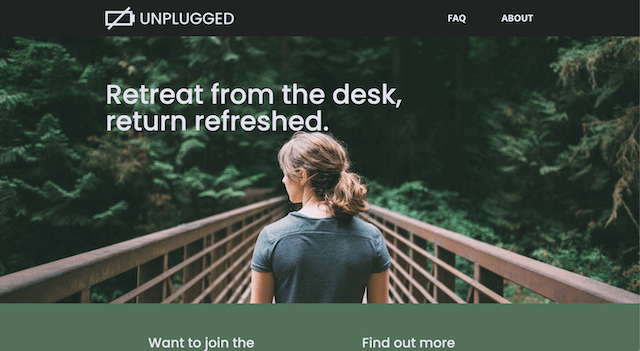 UNPLUGGED
FAQ
ABOUT
Retreat from the desk,
return refreshed.
Want to join the
Find out more